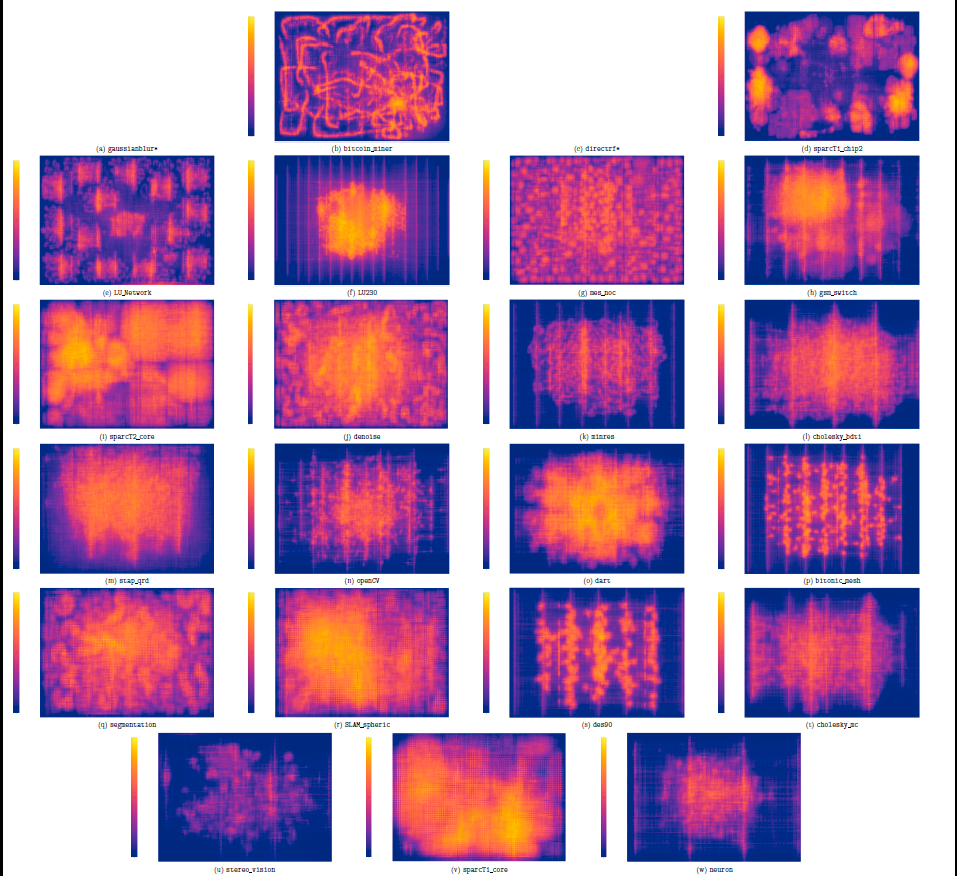 (a) gaussianblur*
(b) bitcoin_miner
(c) directrf*
(d) sparcT1_chip2
(e) LU_Network
(f) LU230
(g) mes_noc
(h) gsm_switch
(i) sparcT2_core
(j) denoise
(k) minres
(l) cholesky_bdti
(m) stap_qrd
(n) openCV
(o) dart
(p) bitonic_mesh
(q) segmentation
(r) SLAM_spheric
(s) des90
(t) cholesky_mc
(u) stereo_vision
(v) sparcT1_core
(w) neuron